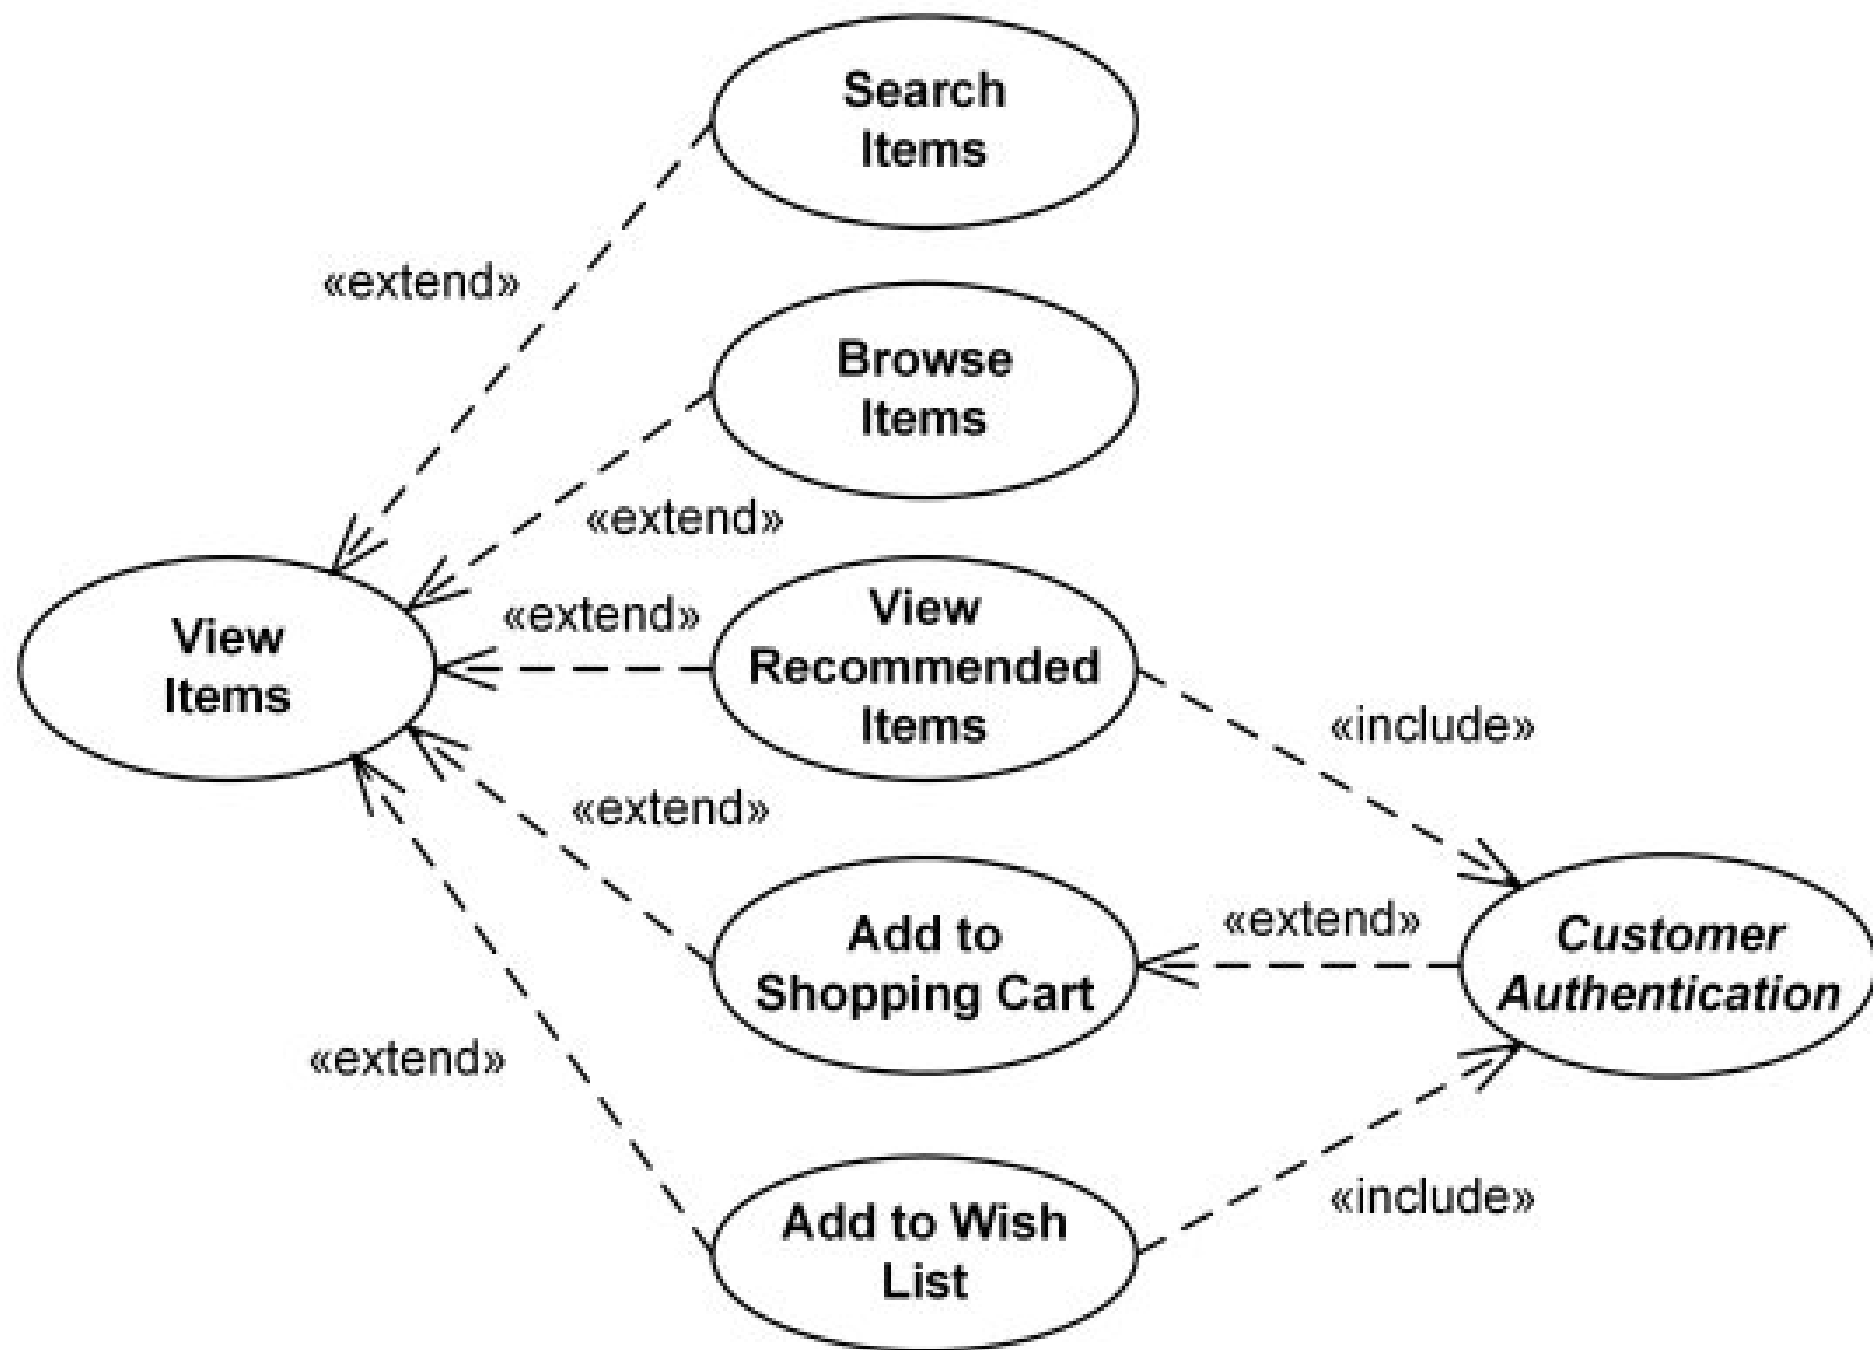 Search
Items
«extend»
Browse
Items
«extend»
View
Items
«extend»
View
Recommended
Items
«include»
«extend»
Add to
Shopping Cart
«extend»
Customer
Authentication
«extend»
Add to Wish
List
«include»